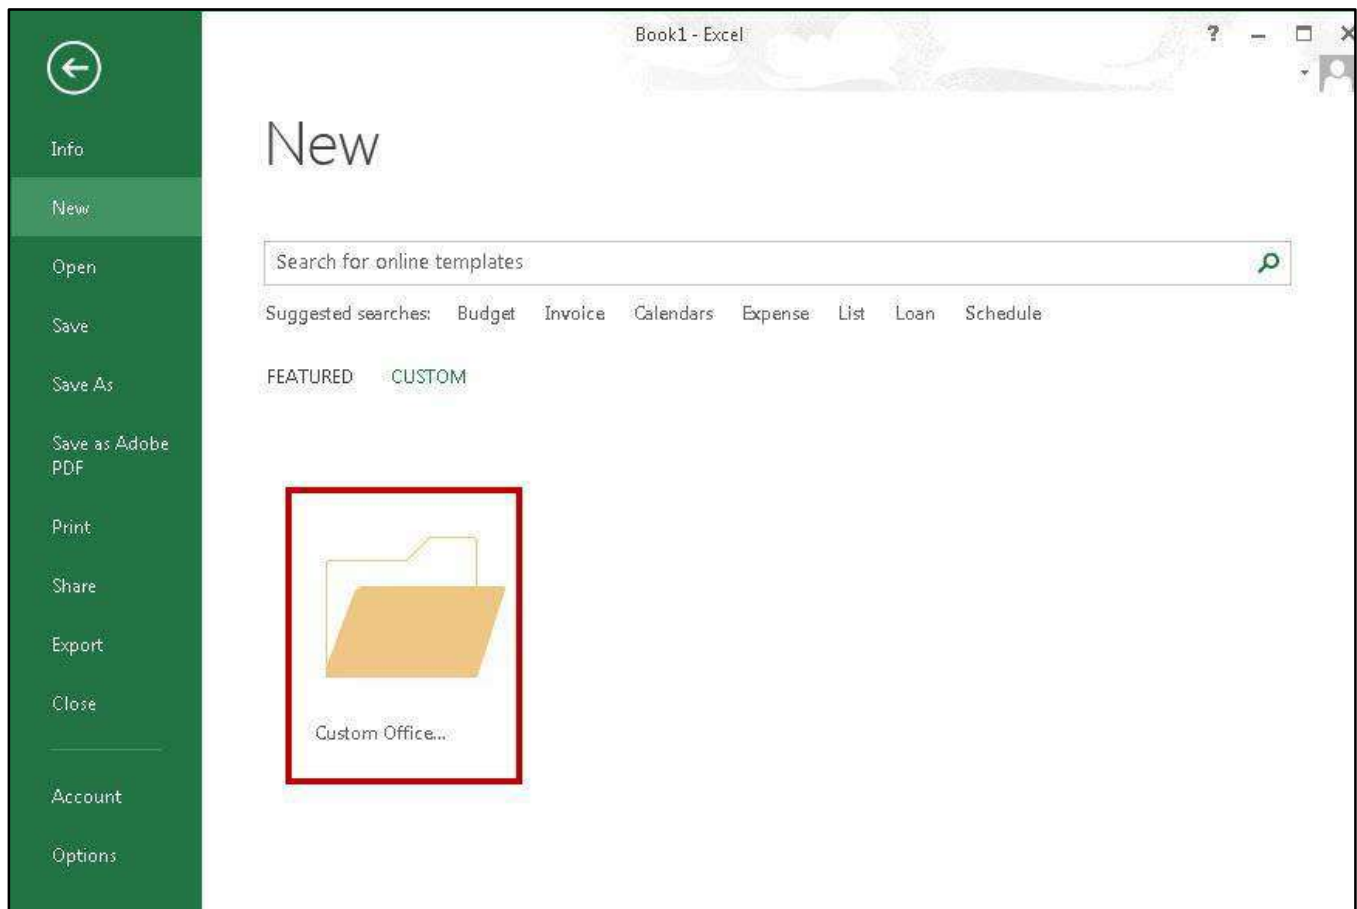 Book1 - Excel
?
Info
New
Open
Save
Save As
Save as Adobe
PDF
Print
Share
Export
Close
Account
Options
New
Search for online templates
Suggested searches: Budget Invoice Calendars Expense List Loan Schedule
FEATURED CUSTOM
Custom Office...